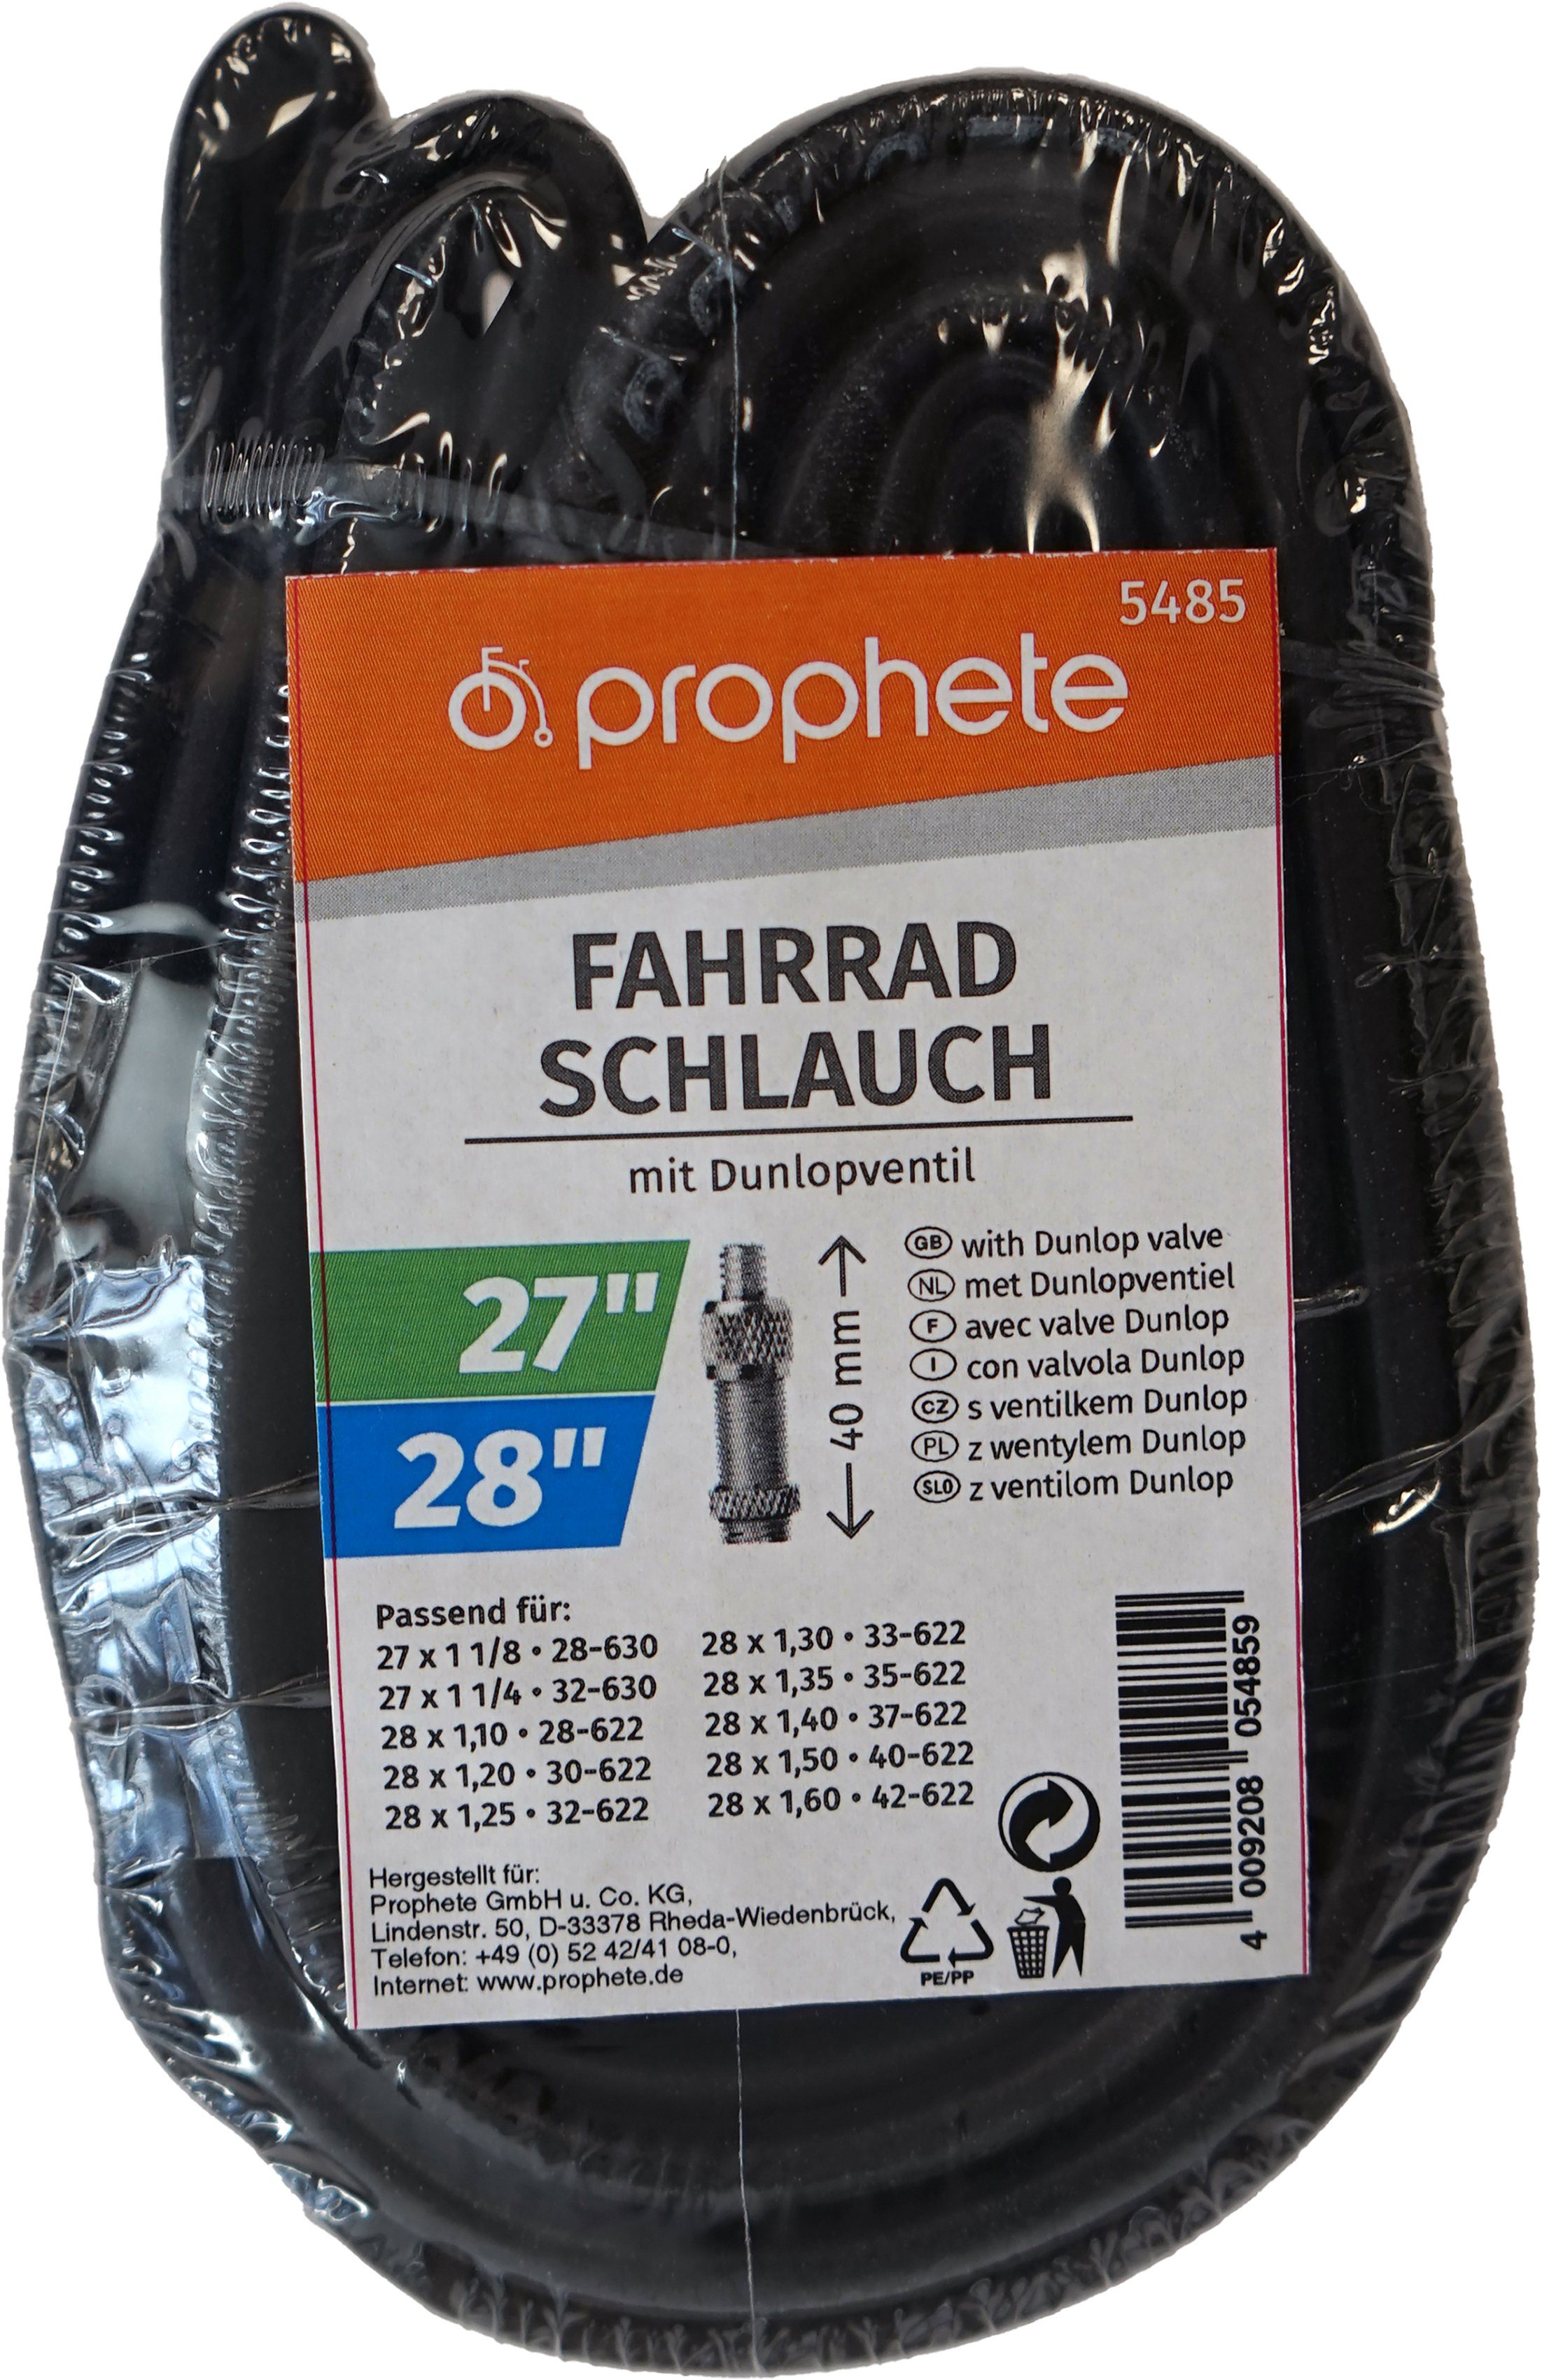 5485
prophete
FAHRRAD
SCHLAUCH
mit Dunlopventil
27"
28"
40 mm
GB with Dunlop valve
NL met Dunlopventiel
F avec valve Dunlop
I con valvola Dunlop
CZ s ventilkem Dunlop
PL z wentylem Dunlop
SLO z ventilom Dunlop
Passend für:
27 x 1 1/8 • 28-630
27 x 1 1/4 • 32-630
28 x 1,10 • 28-622
28 x 1,20 • 30-622
28 x 1,25 • 32-622
28 x 1,30 • 33-622
28 x 1,35 • 35-622
28 x 1,40 • 37-622
28 x 1,50 • 40-622
28 x 1,60 • 42-622
Hergestellt für:
Prophete GmbH u. Co. KG,
Lindenstr. 50, D-33378 Rheda-Wiedenbrück,
Telefon: +49 (0) 52 42/41 08-0,
Internet: www.prophete.de
PE/PP
4 009208 054859